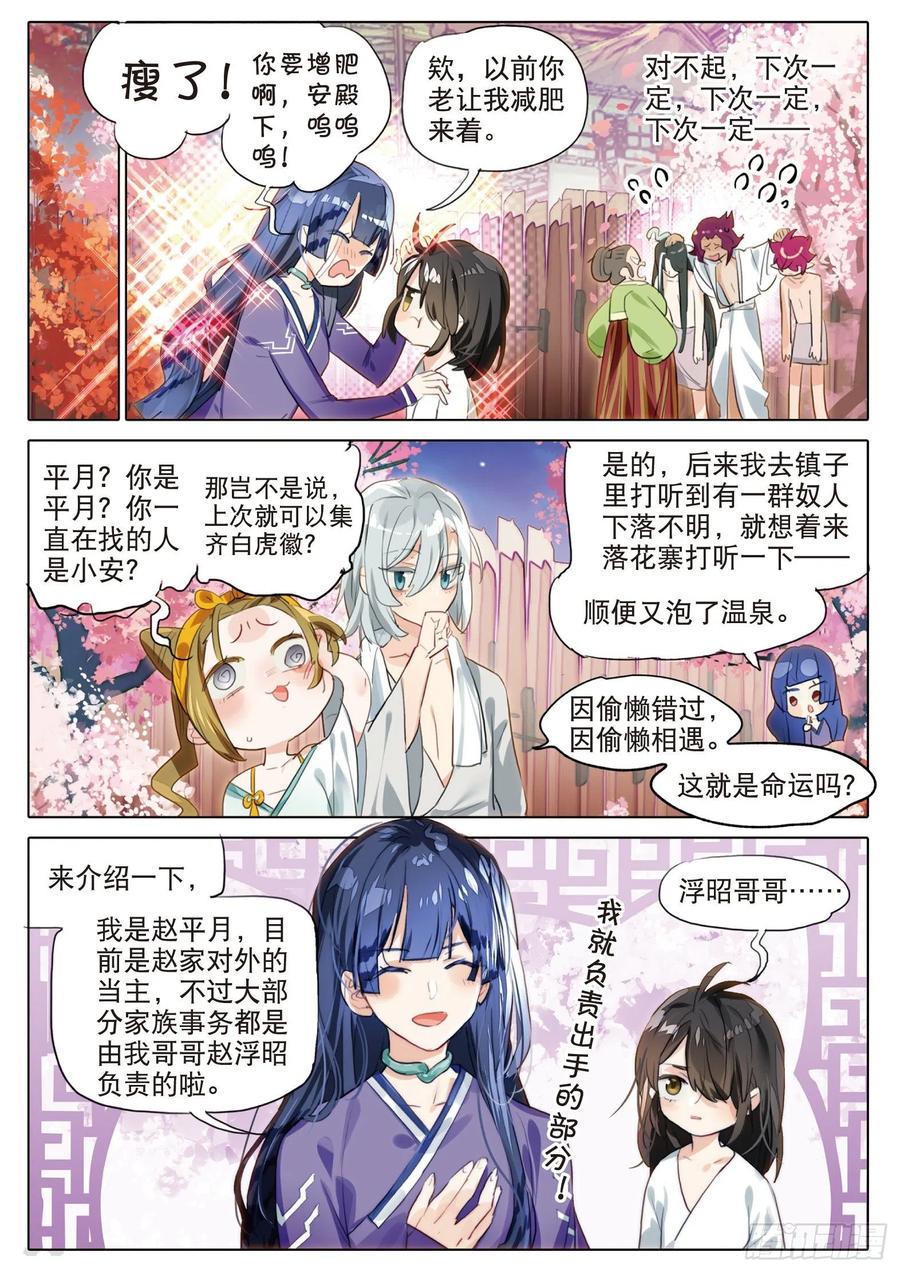 瘦了！
你要增肥
啊，安殿
下，呜呜
呜！
欸，以前你
老让我减肥
来着。
对不起，下次一
定，下次一定，
下次一定——
平月？你是
平月？你一
直在找的人
是小安？
那岂不是说，
上次就可以集
齐白虎徽？
是的，后来我去镇子
里打听到有一群奴人
下落不明，就想着来
落花寨打听一下——
顺便又泡了温泉。
因偷懒错过，
因偷懒相遇。
这就是命运吗？
来介绍一下，
我是赵平月，目
前是赵家对外的
当主，不过大部
分家族事务都是
由我哥哥赵浮昭
负责的啦。
我就负责出手的部分！
浮昭哥哥……
腾讯动漫